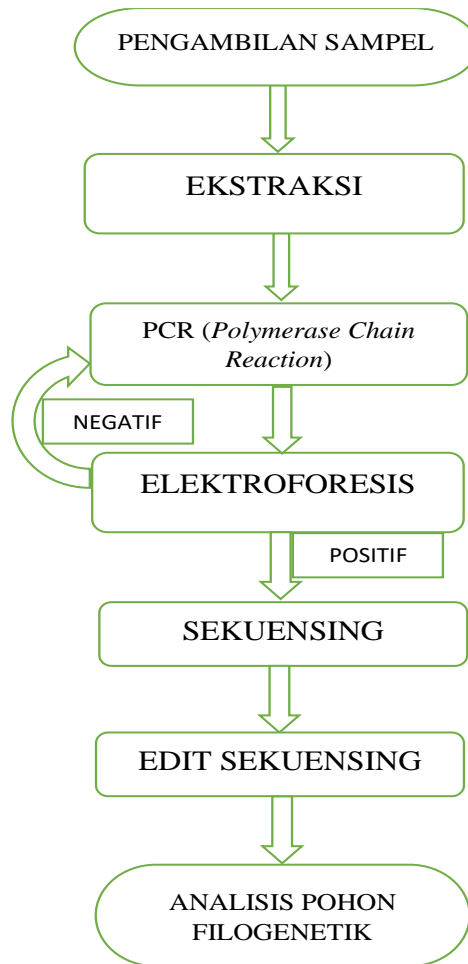 PENGAMBILAN SAMPEL
EKSTRAKSI
PCR (Polymerase Chain
Reaction)
NEGATIF
ELEKTROFORESIS
POSITIF
SEKUENSING
EDIT SEKUENSING
ANALISIS POHON
FILOGENETIK